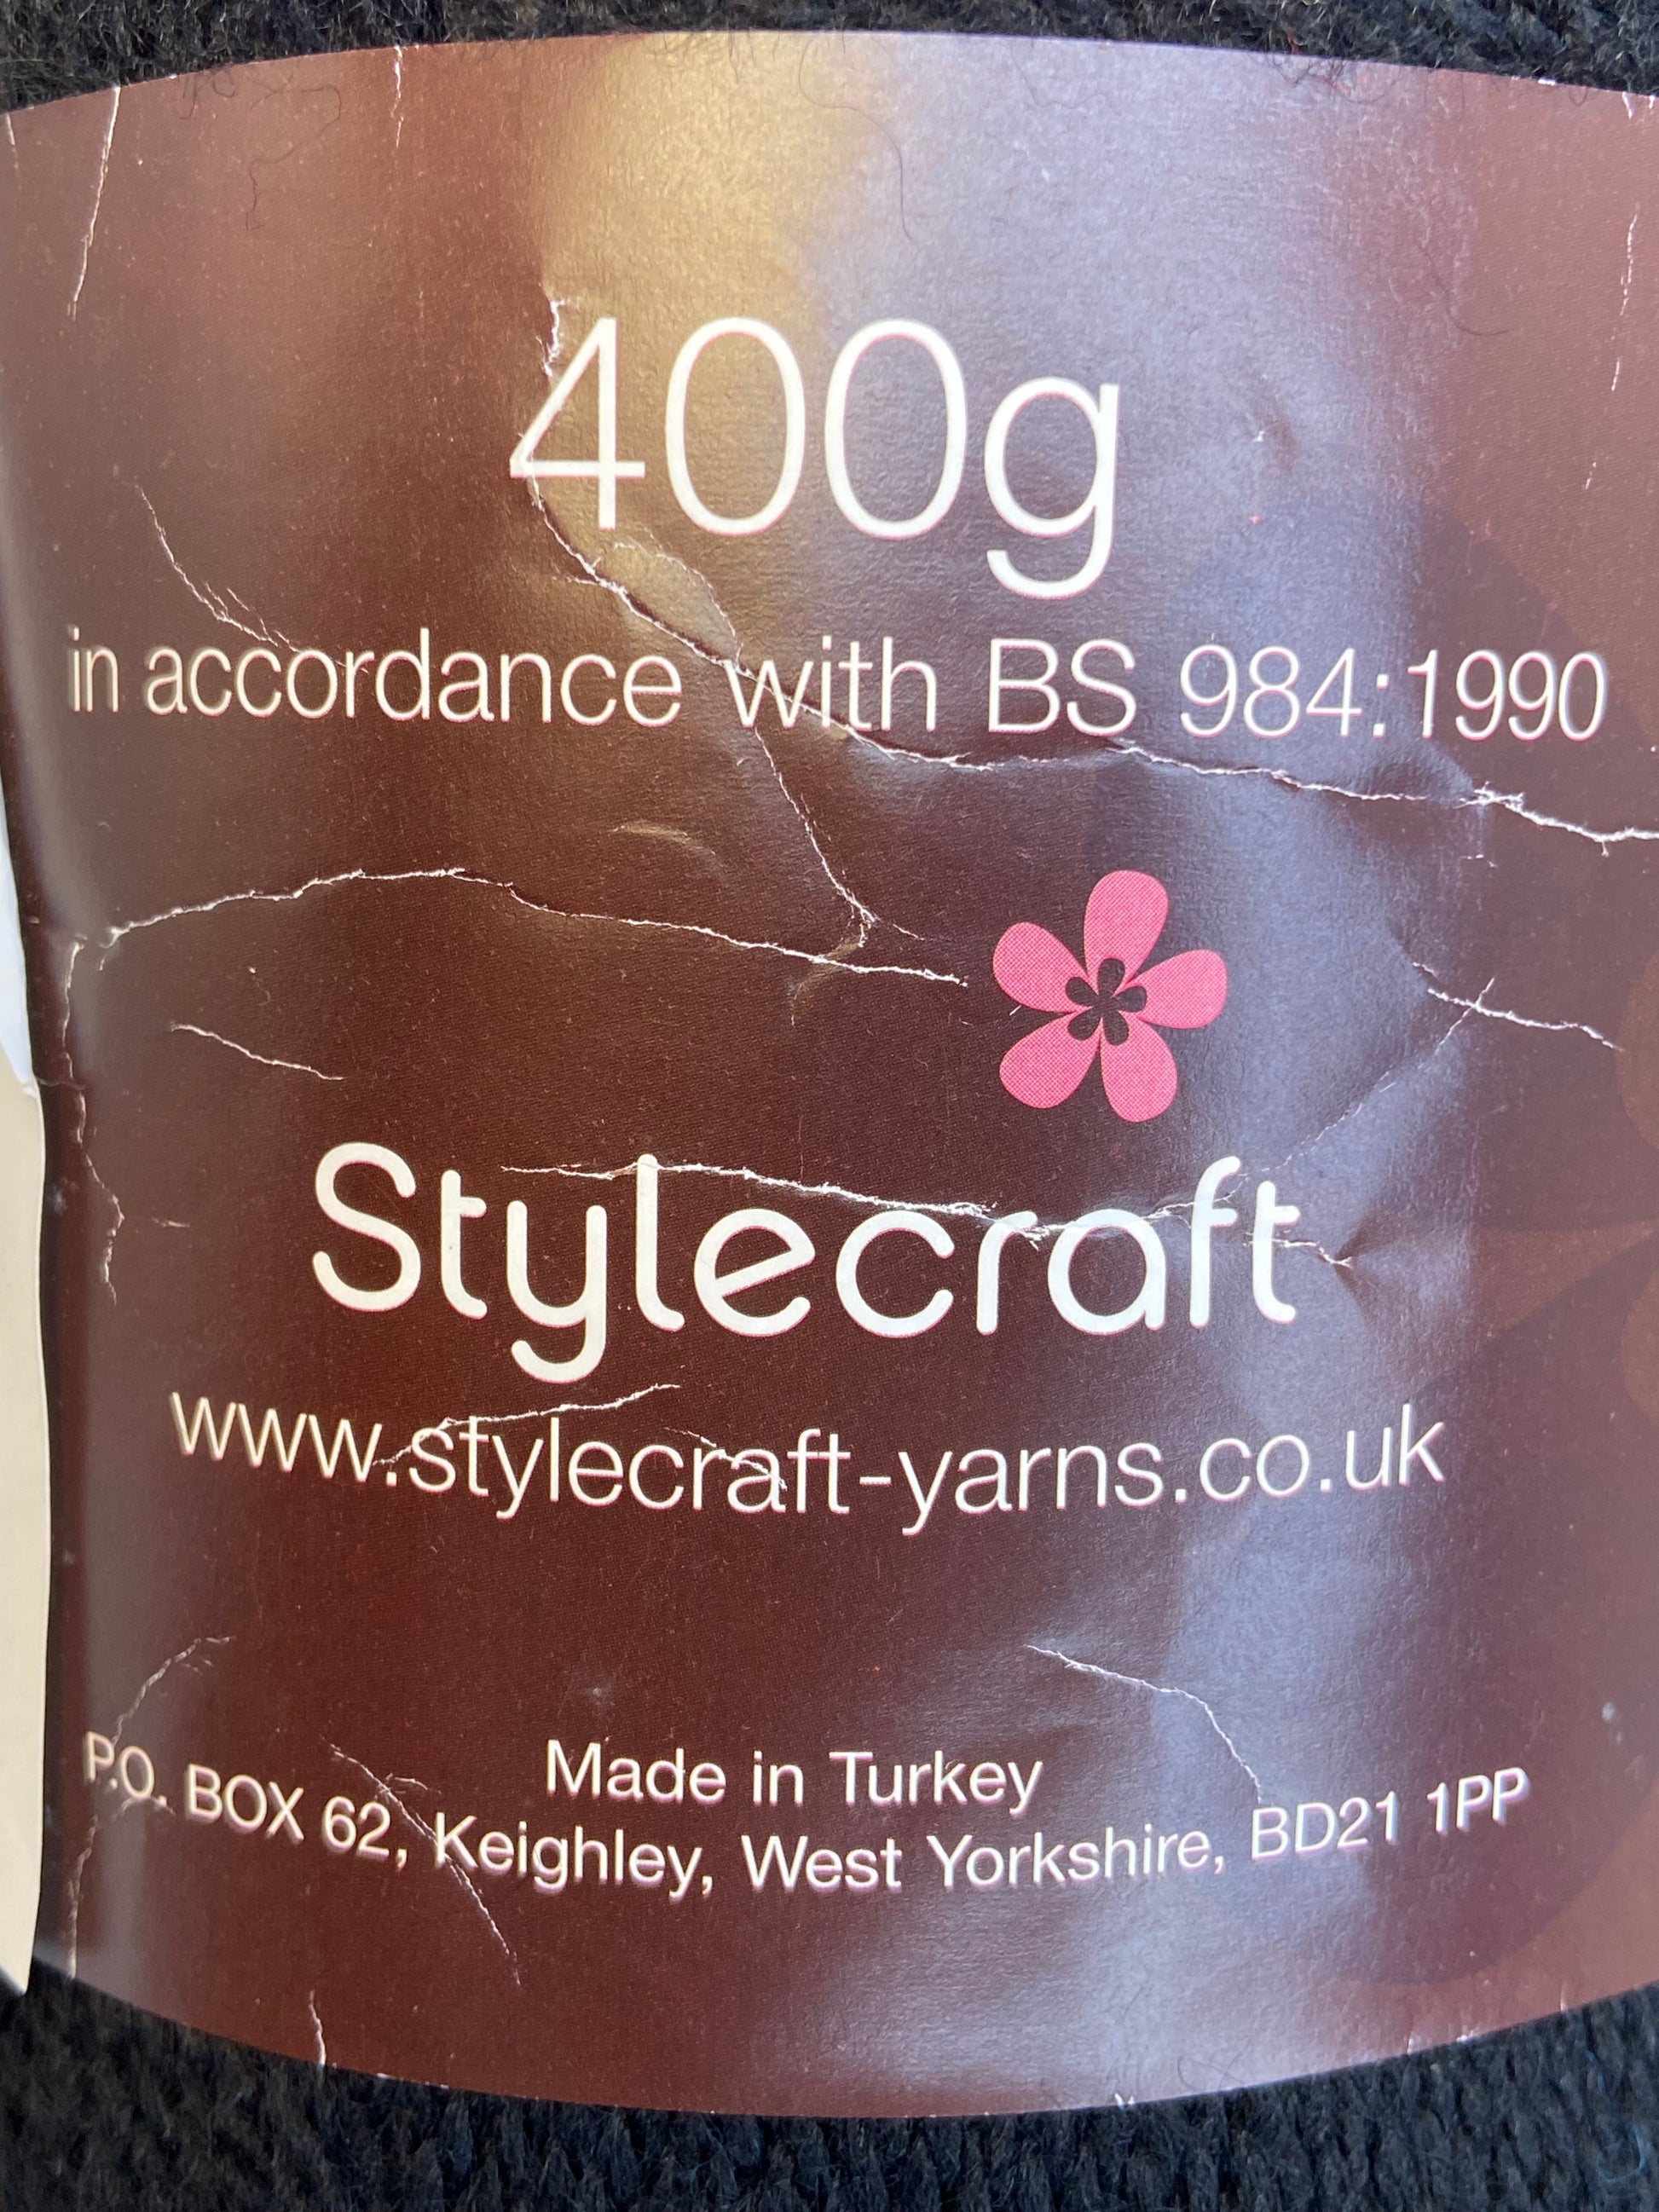 400g
in accordance with BS 984:1990
Stylecraft
www.stylecraft-yarns.co.uk
Made in Turkey
P.O. BOX 62, Keighley, West Yorkshire, BD21 1PP